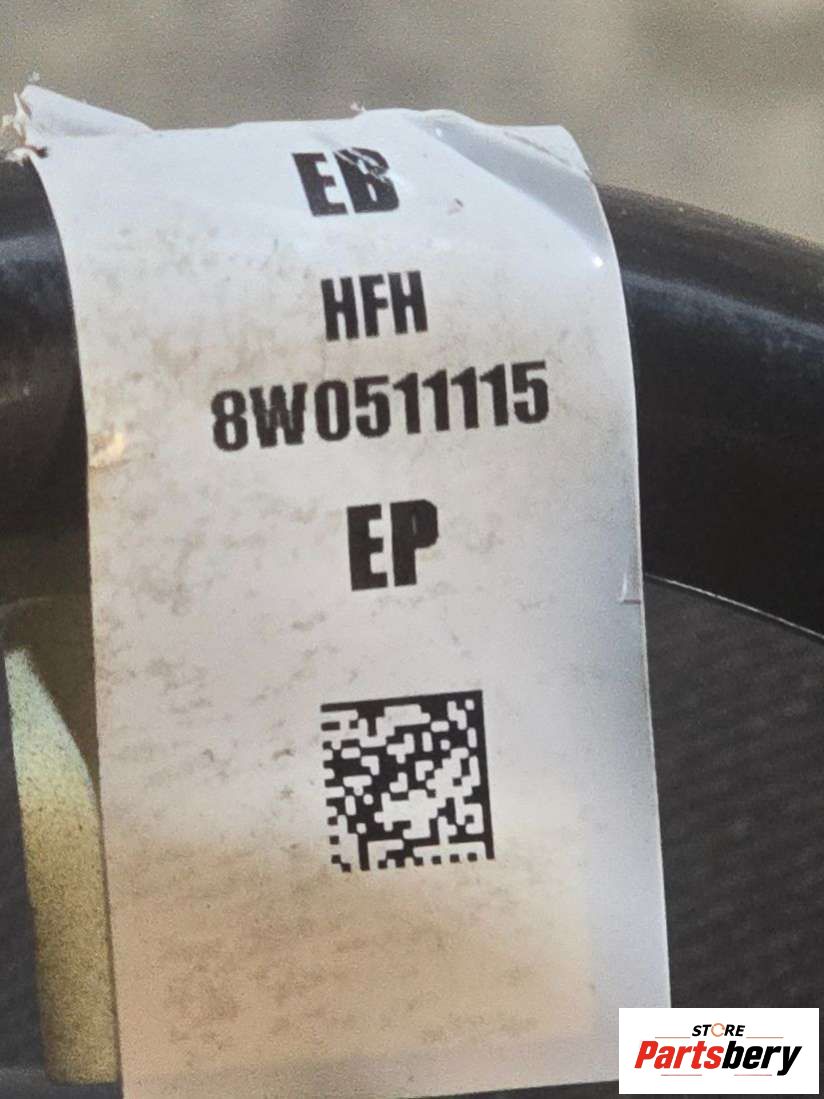 EB
HFH
8W0511115
EP
STORE
Partsbery